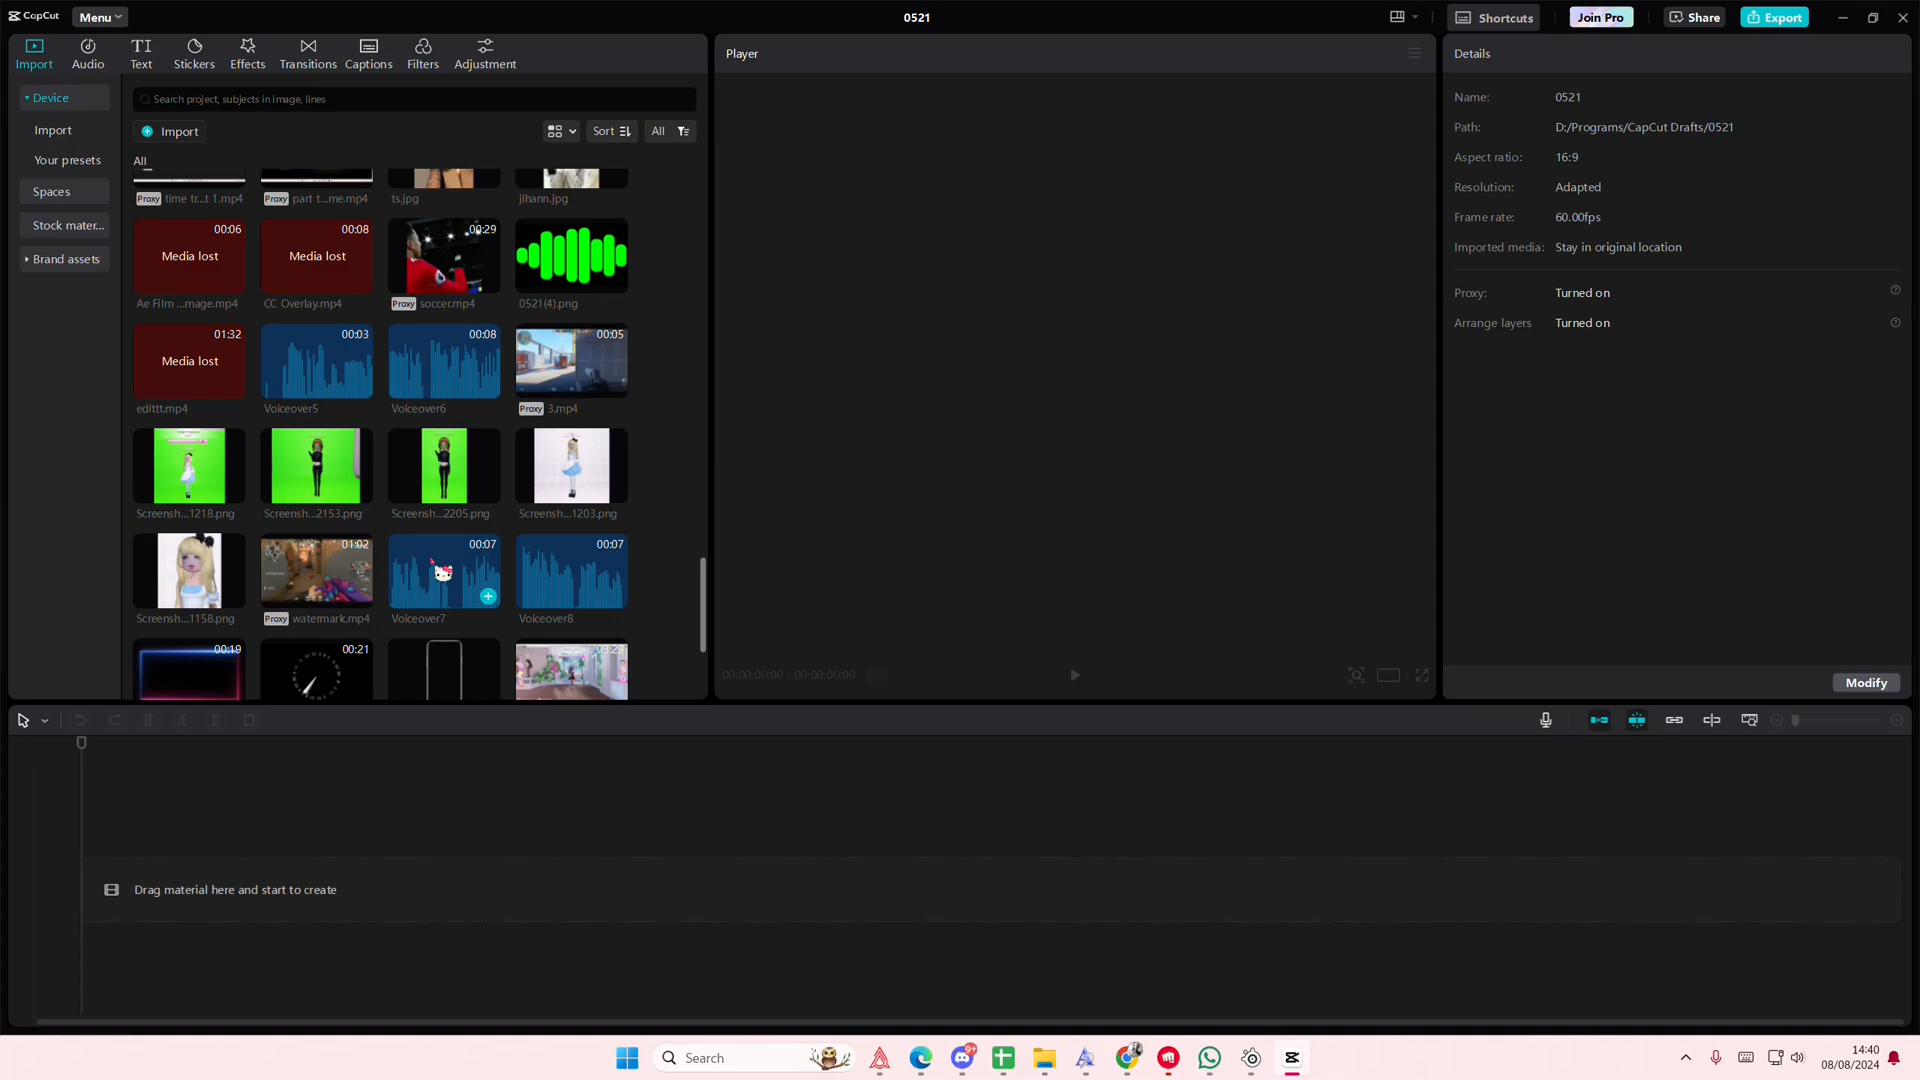 CapCut
Menu
0521
Shortcuts
Join Pro
Share
Export
Import
Audio
Text
Stickers
Effects
Transitions
Captions
Filters
Adjustment
Player
Details
Device
Import
Your presets
Spaces
Stock mater...
Brand assets
Search project, subjects in image, lines
Import
Sort
All
All
Proxy time tr...t 1.mp4
Proxy part t...me.mp4
ts.jpg
jihann.jpg
00:06
Media lost
Ae Film ...mage.mp4
00:08
Media lost
CC Overlay.mp4
00:29
Proxy soccer.mp4
0521(4).png
01:32
Media lost
edittt.mp4
00:03
Voiceover5
00:08
Voiceover6
00:05
Proxy 3.mp4
Screensh...1218.png
Screensh...2153.png
Screensh...2205.png
Screensh...1203.png
Screensh...1158.png
01:02
Proxy watermark.mp4
00:07
Voiceover7
00:07
Voiceover8
00:19
00:21
03:29
00:00:00:00 / 00:00:00:00
Name: 0521
Path: D:/Programs/CapCut Drafts/0521
Aspect ratio: 16:9
Resolution: Adapted
Frame rate: 60.00fps
Imported media: Stay in original location
Proxy: Turned on
Arrange layers Turned on
Modify
Drag material here and start to create
Search
9+
14:40
08/08/2024